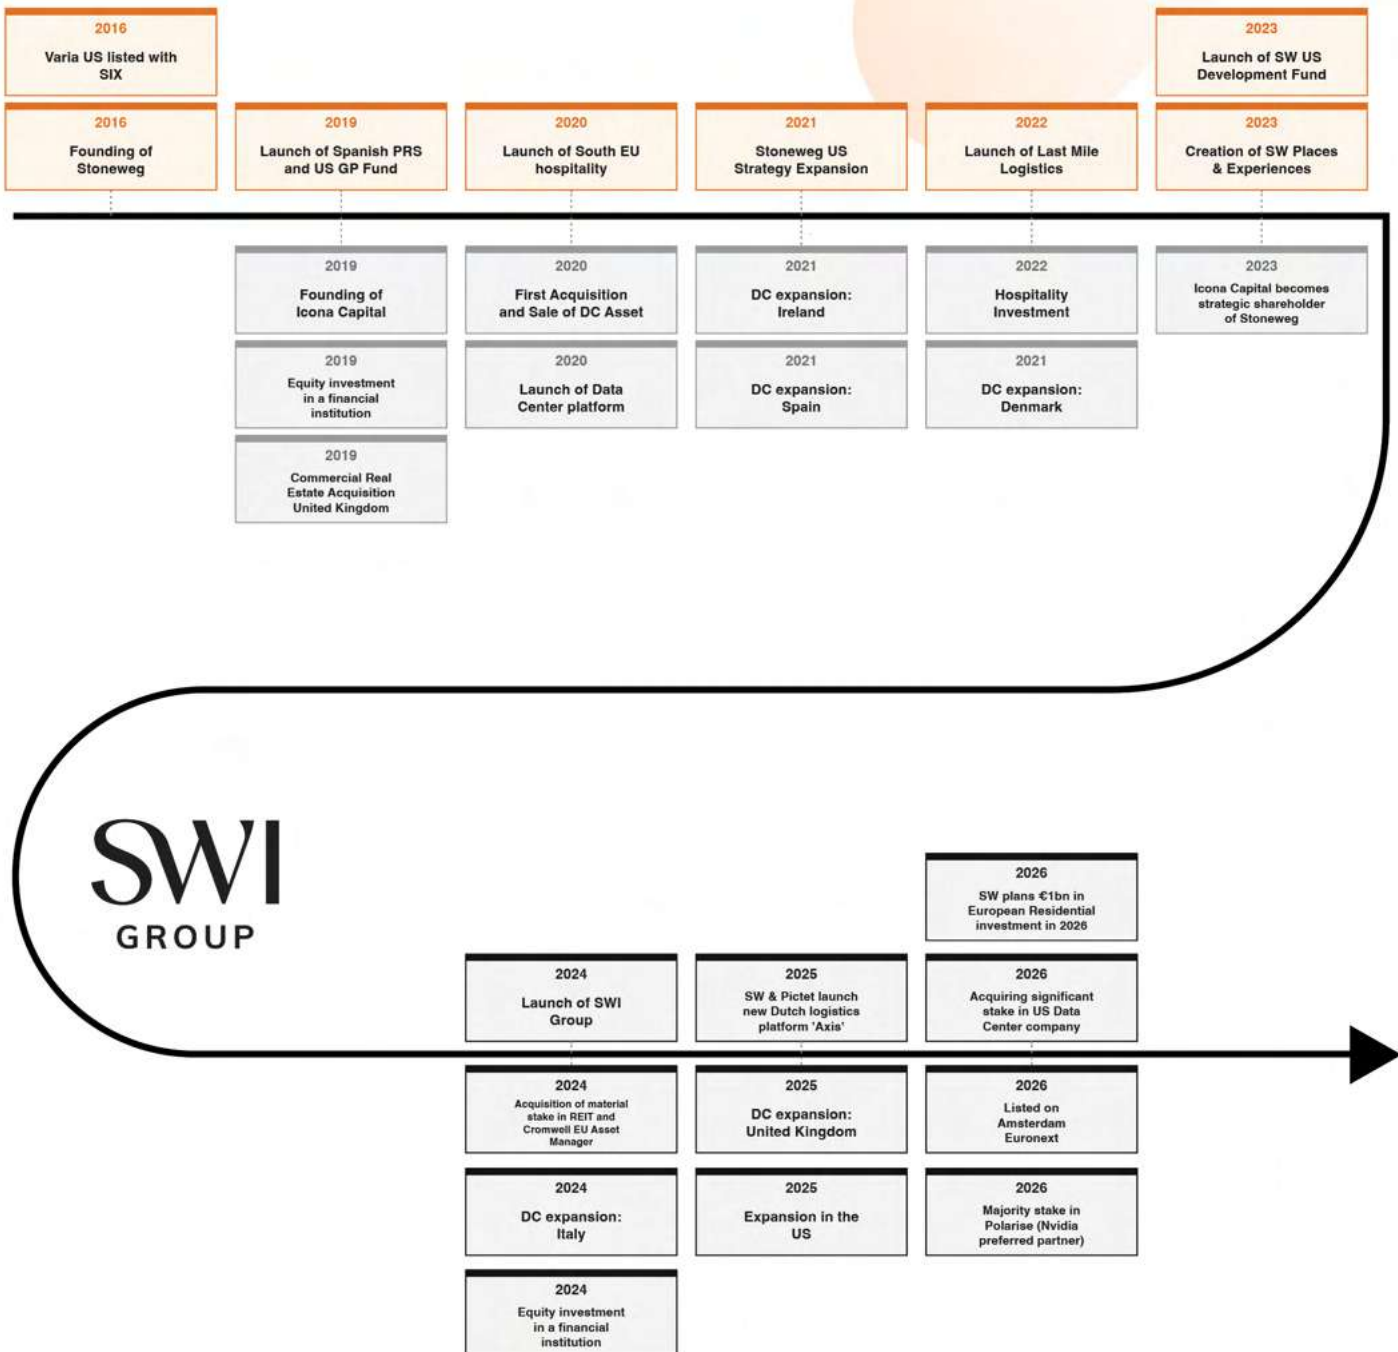 2016
Varia US listed with
SIX
2016
Founding of
Stoneweg
2019
Launch of Spanish PRS
and US GP Fund
2020
Launch of South EU
hospitality
2021
Stoneweg US
Strategy Expansion
2022
Launch of Last Mile
Logistics
2023
Launch of SW US
Development Fund
2023
Creation of SW Places
& Experiences
2019
Founding of
Icona Capital
2019
Equity investment
in a financial
institution
2019
Commercial Real
Estate Acquisition
United Kingdom
2020
First Acquisition
and Sale of DC Asset
2020
Launch of Data
Center platform
2021
DC expansion:
Ireland
2021
DC expansion:
Spain
2022
Hospitality
Investment
2021
DC expansion:
Denmark
2023
Icona Capital becomes
strategic shareholder
of Stoneweg
SWI
GROUP
2024
Launch of SWI
Group
2024
Acquisition of material
stake in REIT and
Cromwell EU Asset
Manager
2024
DC expansion:
Italy
2024
Equity investment
in a financial
institution
2025
SW & Pictet launch
new Dutch logistics
platform 'Axis'
2025
DC expansion:
United Kingdom
2025
Expansion in the
US
2026
SW plans €1bn in
European Residential
investment in 2026
2026
Acquiring significant
stake in US Data
Center company
2026
Listed on
Amsterdam
Euronext
2026
Majority stake in
Polarise (Nvidia
preferred partner)